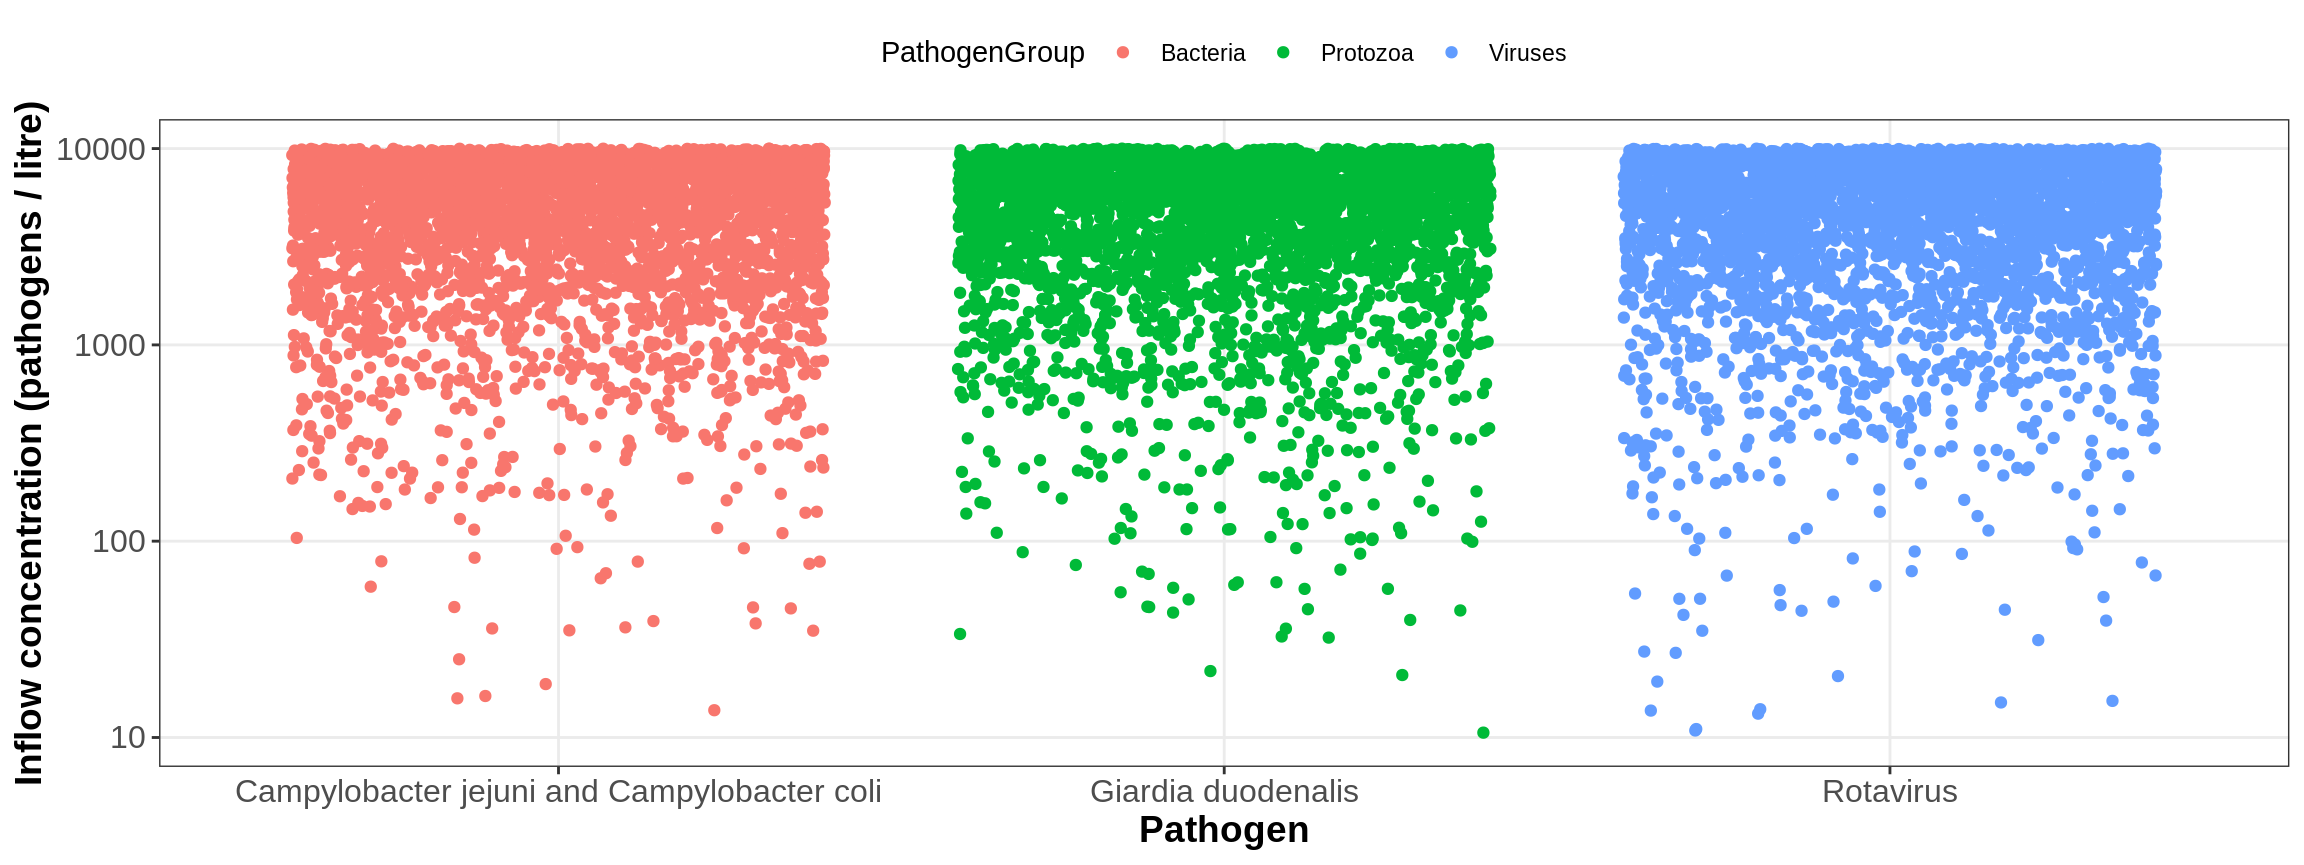 PathogenGroup Bacteria Protozoa Viruses
Inflow concentration (pathogens / litre)
10000
1000
100
10
Campylobacter jejuni and Campylobacter coli Giardia duodenalis Rotavirus
Pathogen